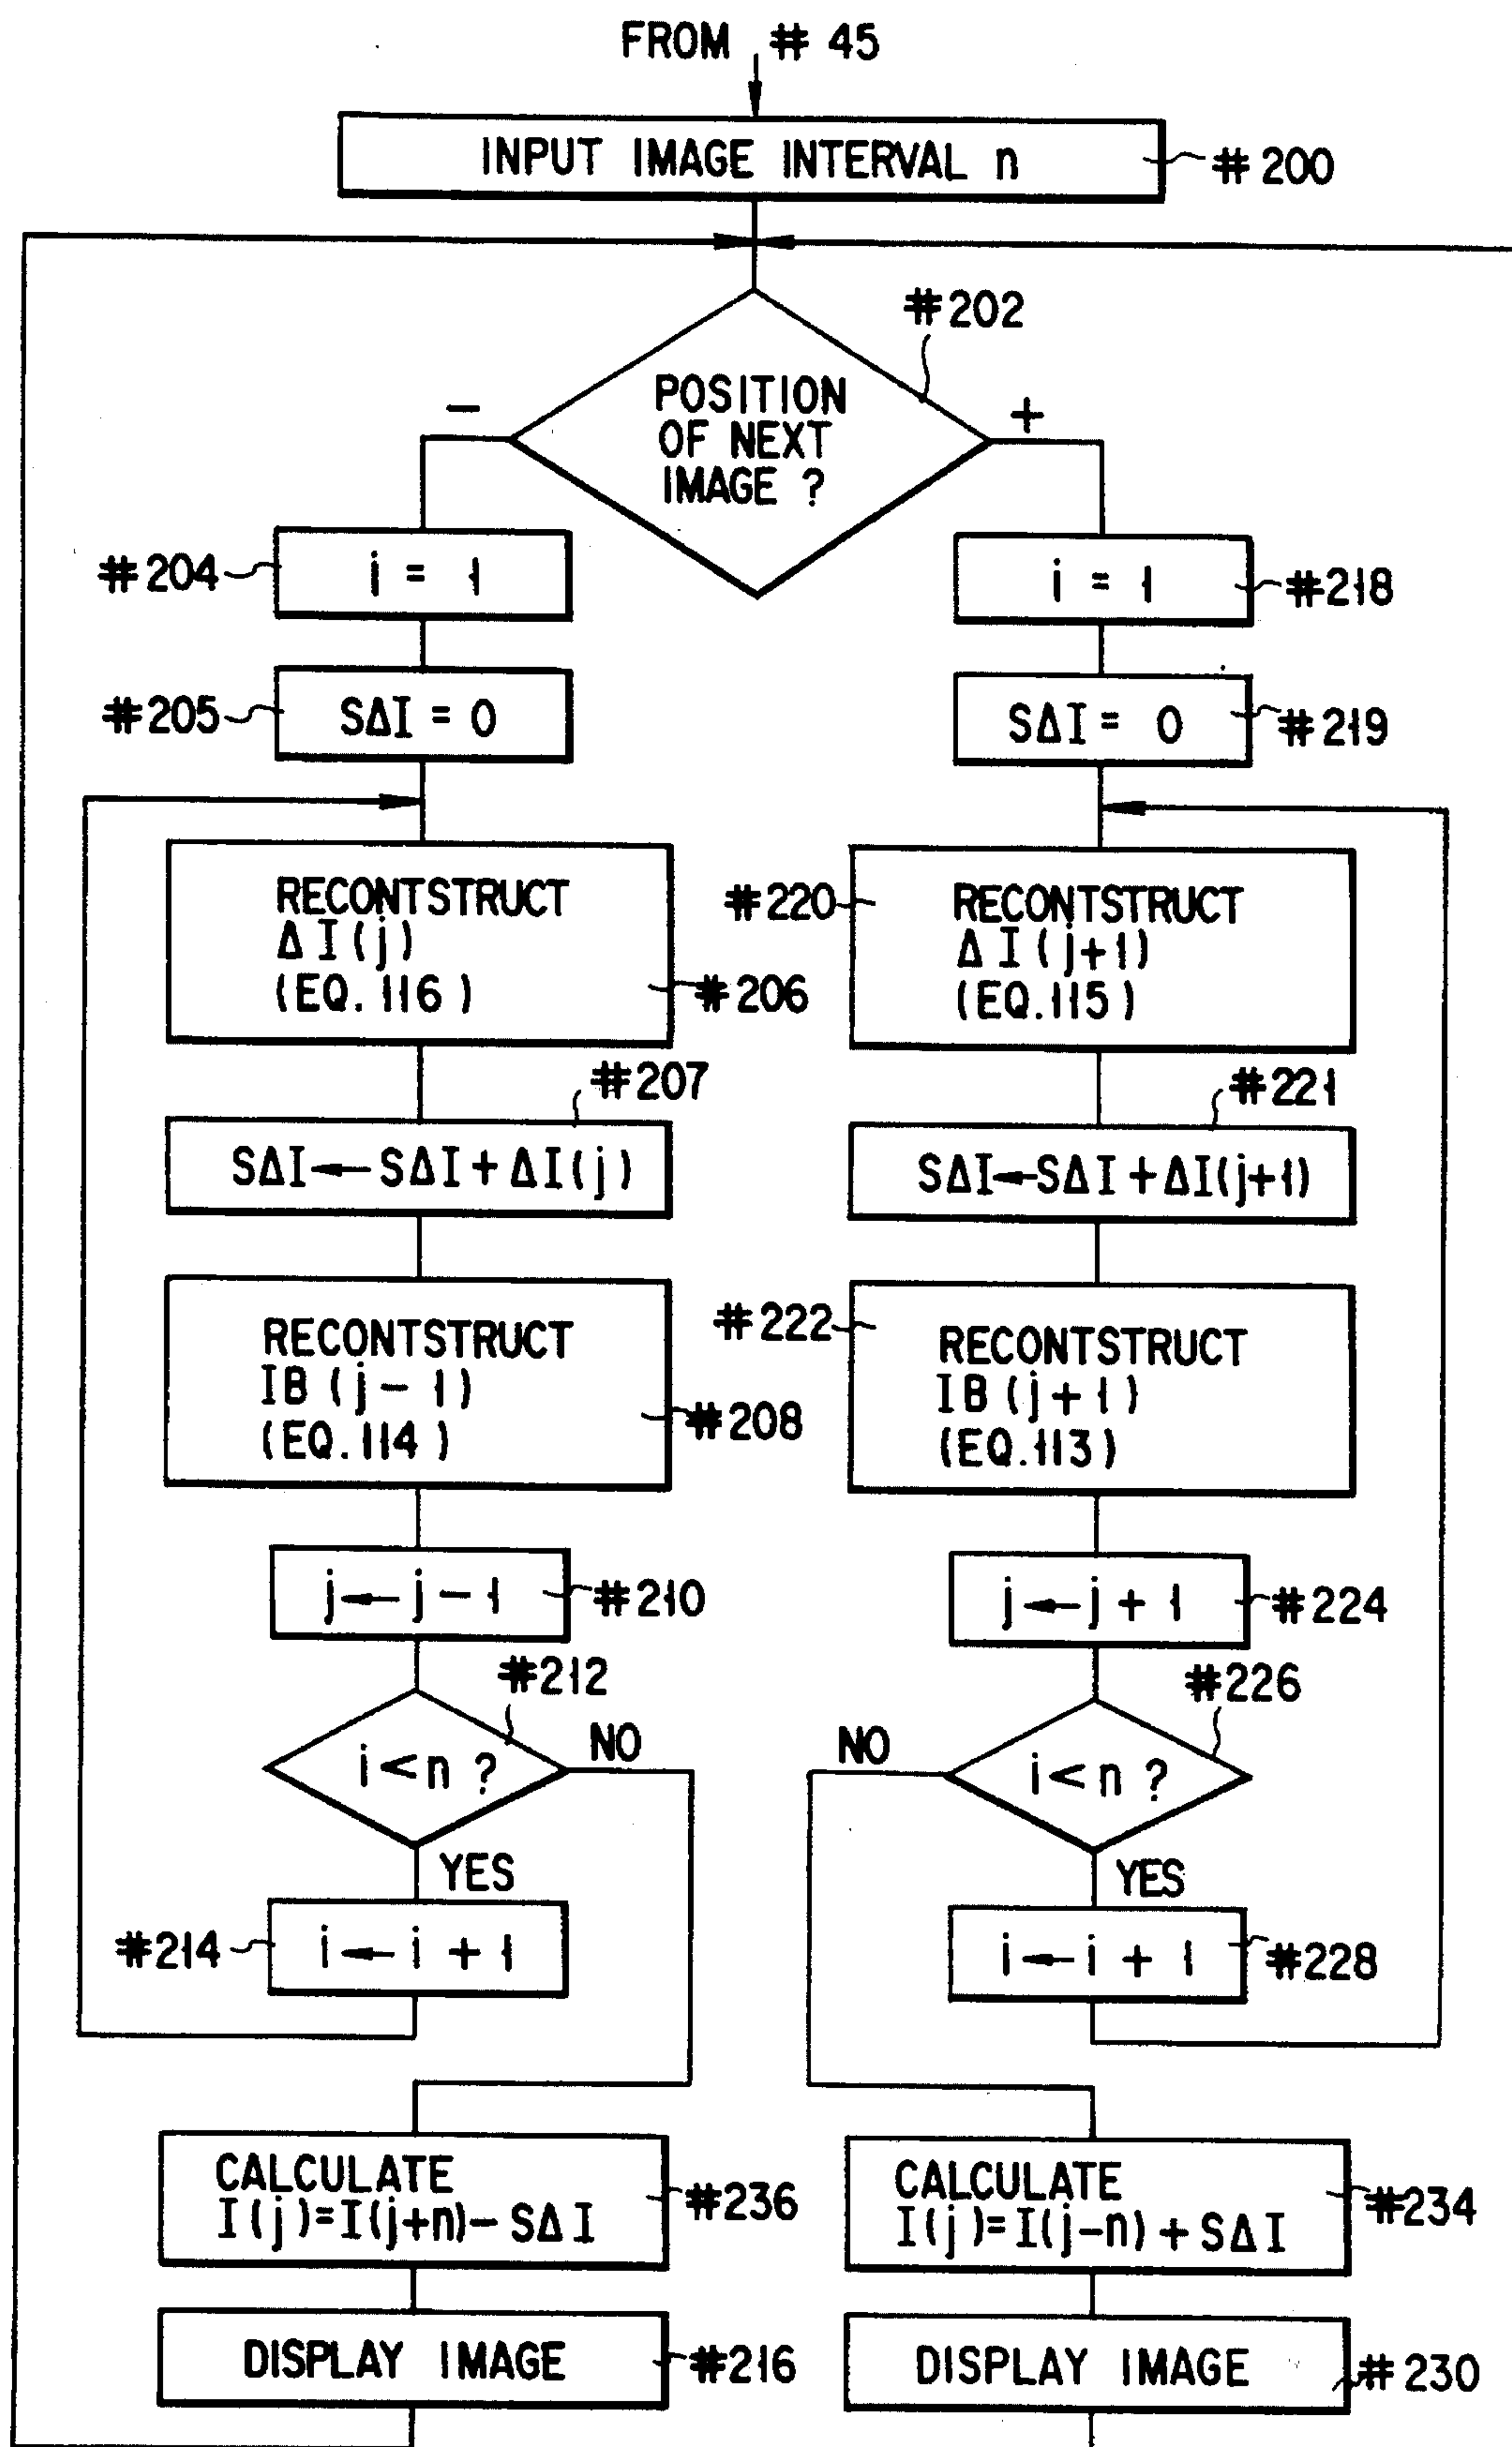 FROM # 45
INPUT IMAGE INTERVAL n
# 200
#202
POSITION
OF NEXT
IMAGE ?
−
+
#204
i = 1
i = 1
#218
#205
SΔI = 0
SΔI = 0
#219
RECONTSTRUCT
ΔI(j)
(EQ.116)
#206
#220
RECONTSTRUCT
ΔI(j+1)
(EQ.115)
#207
SΔI←SΔI+ΔI(j)
#221
SΔI←SΔI+ΔI(j+1)
RECONTSTRUCT
IB(j−1)
(EQ.114)
#208
#222
RECONTSTRUCT
IB(j+1)
(EQ.113)
j←j−1
#210
j←j+1
#224
#212
i<n ?
NO
YES
#226
NO
i<n ?
YES
#214
i←i+1
i←i+1
#228
CALCULATE
I(j)=I(j+n)−SΔI
#236
CALCULATE
I(j)=I(j−n)+SΔI
#234
DISPLAY IMAGE
#216
DISPLAY IMAGE
#230